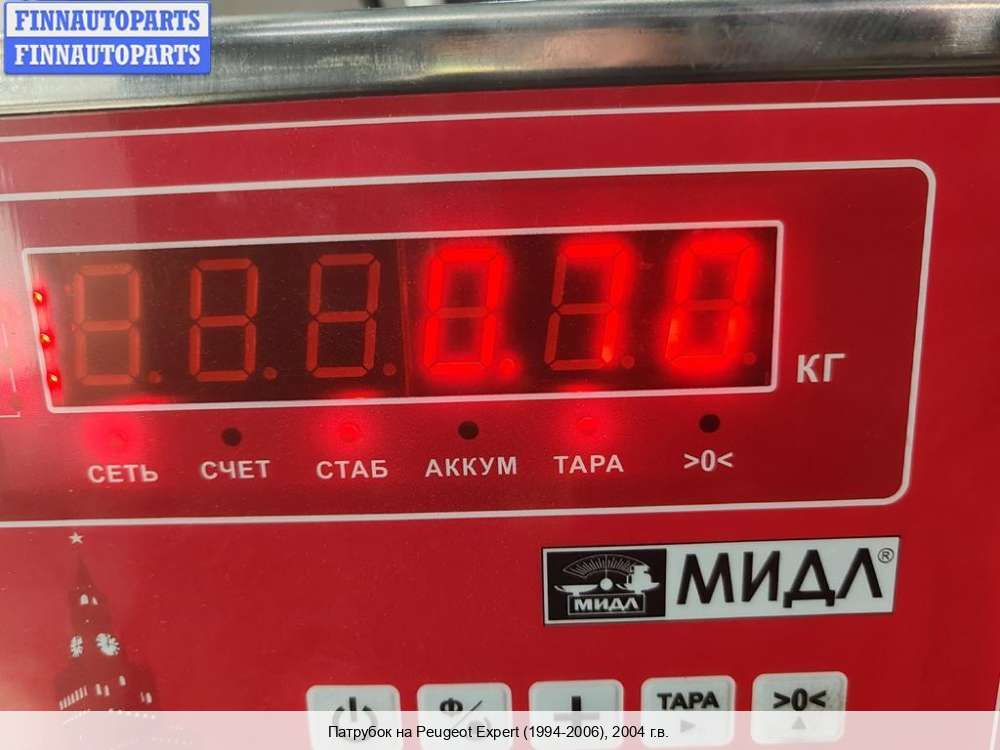 FINNAUTOPARTS
FINNAUTOPARTS
0.70
КГ
СЕТЬ СЧЕТ СТАБ АККУМ ТАРА >0<
МИДЛ МИДЛ®
Ф/ + ТАРА >0<
Патрубок на Peugeot Expert (1994-2006), 2004 г.в.